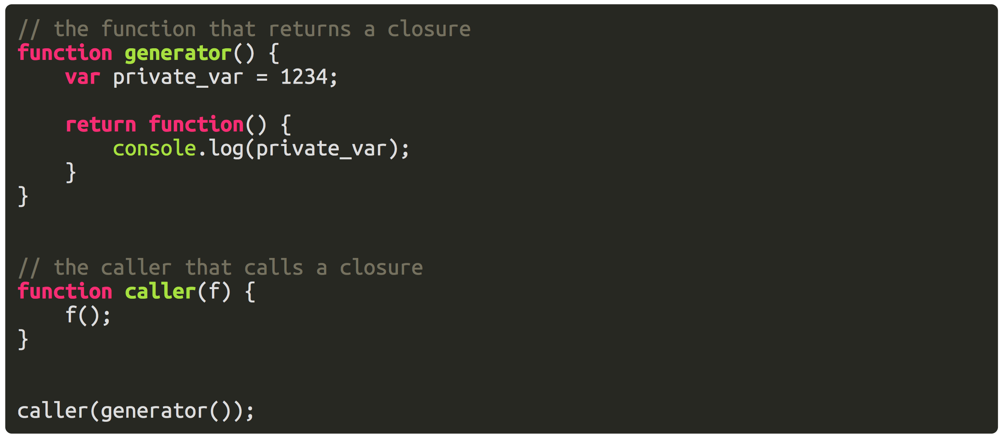 // the function that returns a closure
function generator() {
    var private_var = 1234;

    return function() {
        console.log(private_var);
    }
}

// the caller that calls a closure
function caller(f) {
    f();
}

caller(generator());